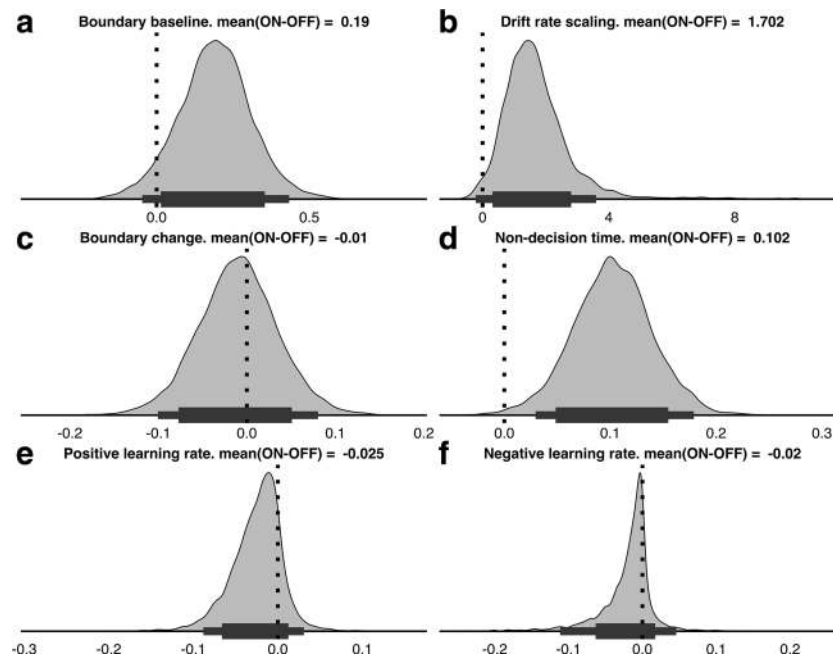 a Boundary baseline. mean(ON-OFF) = 0.19
b Drift rate scaling. mean(ON-OFF) = 1.702
0.0 0.5
0 4 8
c Boundary change. mean(ON-OFF) = -0.01
d Non-decision time. mean(ON-OFF) = 0.102
-0.2 -0.1 0.0 0.1 0.2
0.0 0.1 0.2 0.3
e Positive learning rate. mean(ON-OFF) = -0.025
f Negative learning rate. mean(ON-OFF) = -0.02
-0.3 -0.2 -0.1 0.0 0.1
-0.2 -0.1 0.0 0.1 0.2